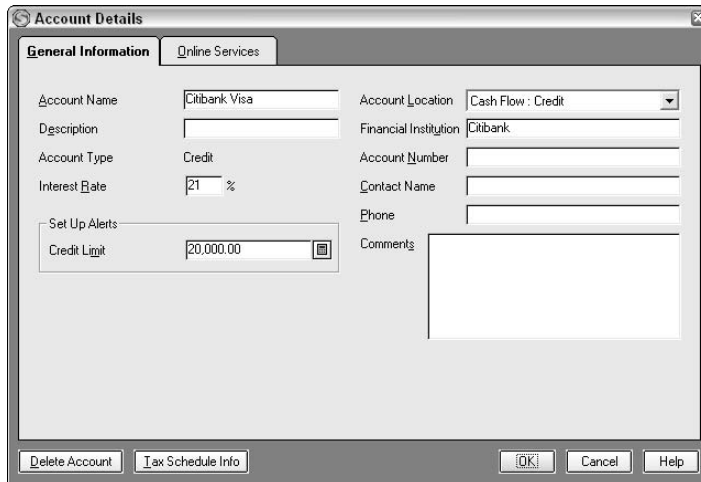 Account Details
General Information
Online Services
Account Name
Citibank Visa
Description
Account Type
Credit
Interest Rate
21 %
Set Up Alerts
Credit Limit
20,000.00
Account Location
Cash Flow : Credit
Financial Institution
Citibank
Account Number
Contact Name
Phone
Comments
Delete Account
Tax Schedule Info
OK
Cancel
Help